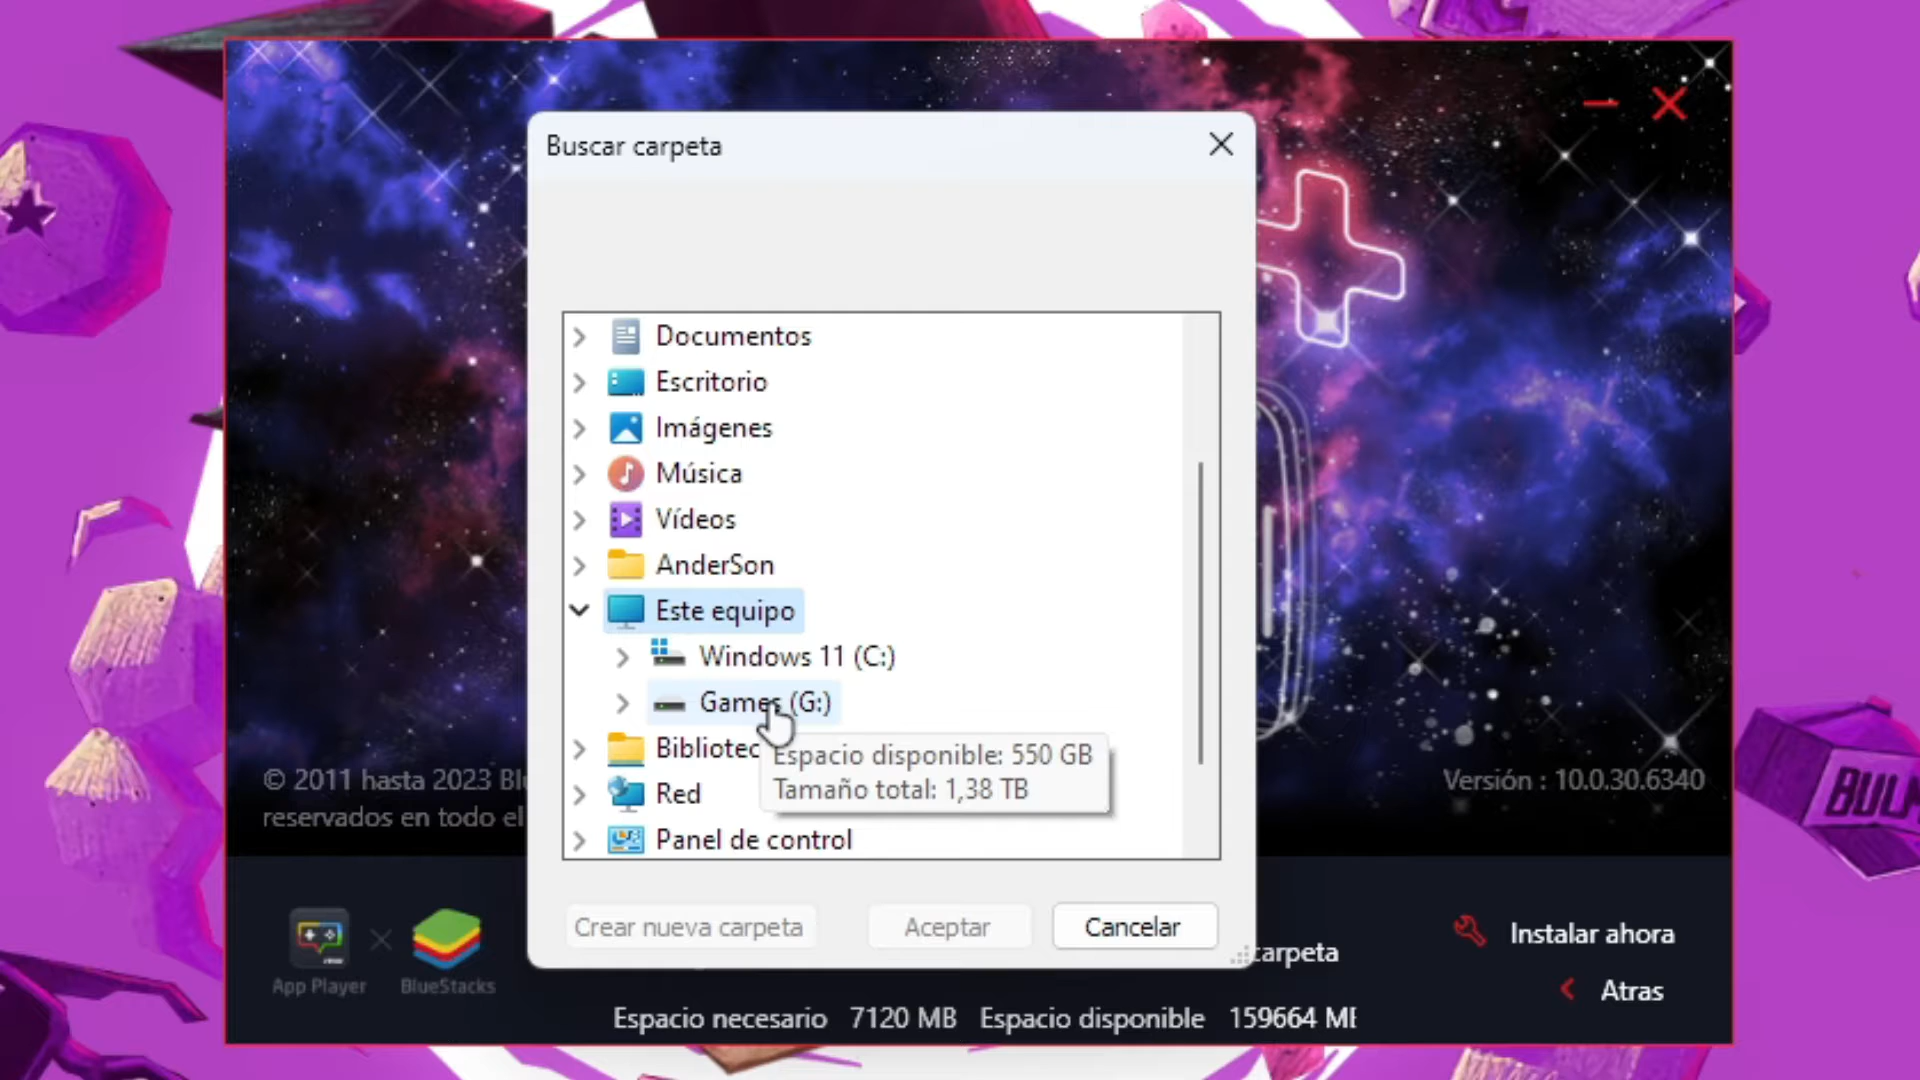 Buscar carpeta
Documentos
Escritorio
Imágenes
Música
Vídeos
AnderSon
Este equipo
Windows 11 (C:)
Games (G:)
Bibliotec
Espacio disponible: 550 GB
Tamaño total: 1,38 TB
Red
Panel de control
© 2011 hasta 2023 Bl
reservados en todo el
Versión : 10.0.30.6340
Crear nueva carpeta
Aceptar
Cancelar
carpeta
Instalar ahora
Atras
App Player
BlueStacks
Espacio necesario 7120 MB Espacio disponible 159664 MB